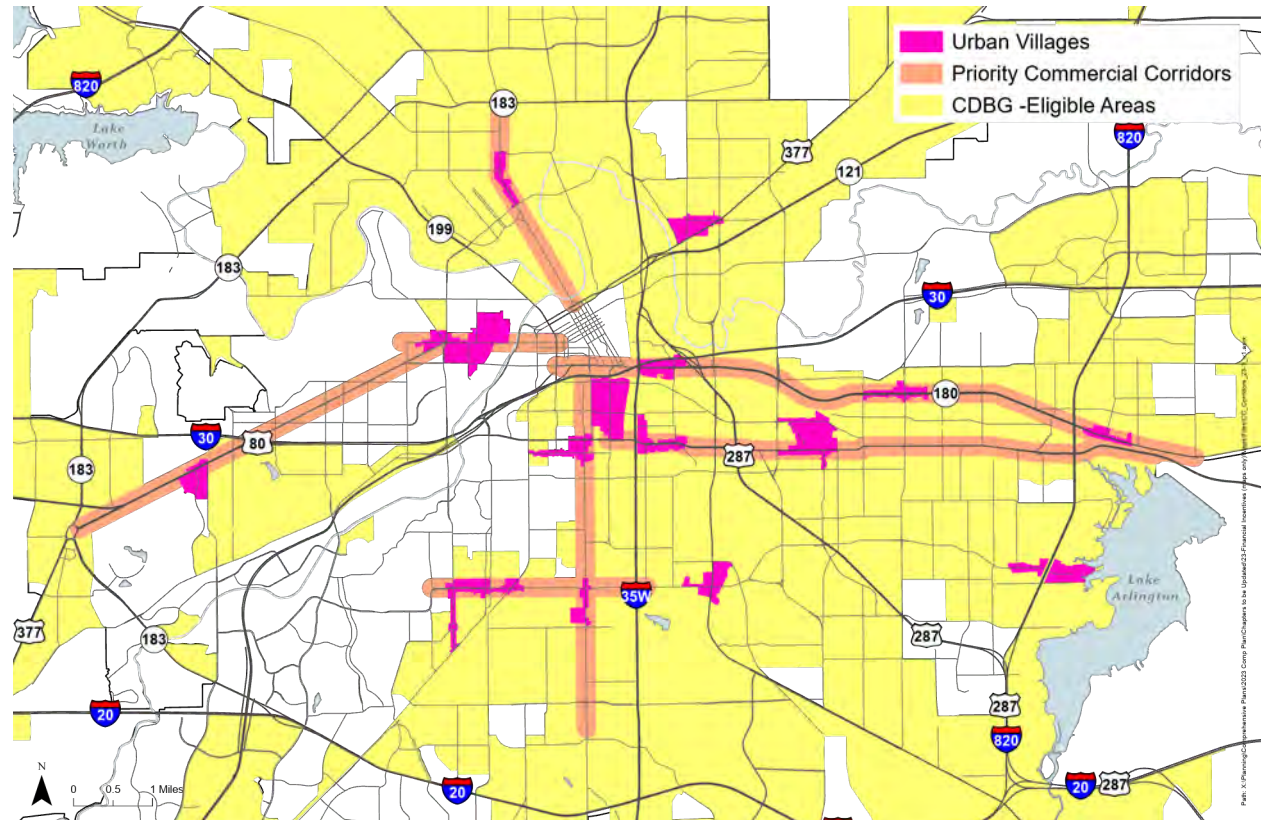 Urban Villages
Priority Commercial Corridors
CDBG -Eligible Areas
820
Lake
Worth
183
377
820
121
199
183
30
180
30
80
183
287
35W
Lake
Arlington
377
183
287
20
287
820
20
20
287
N
0 0.5 1 Miles